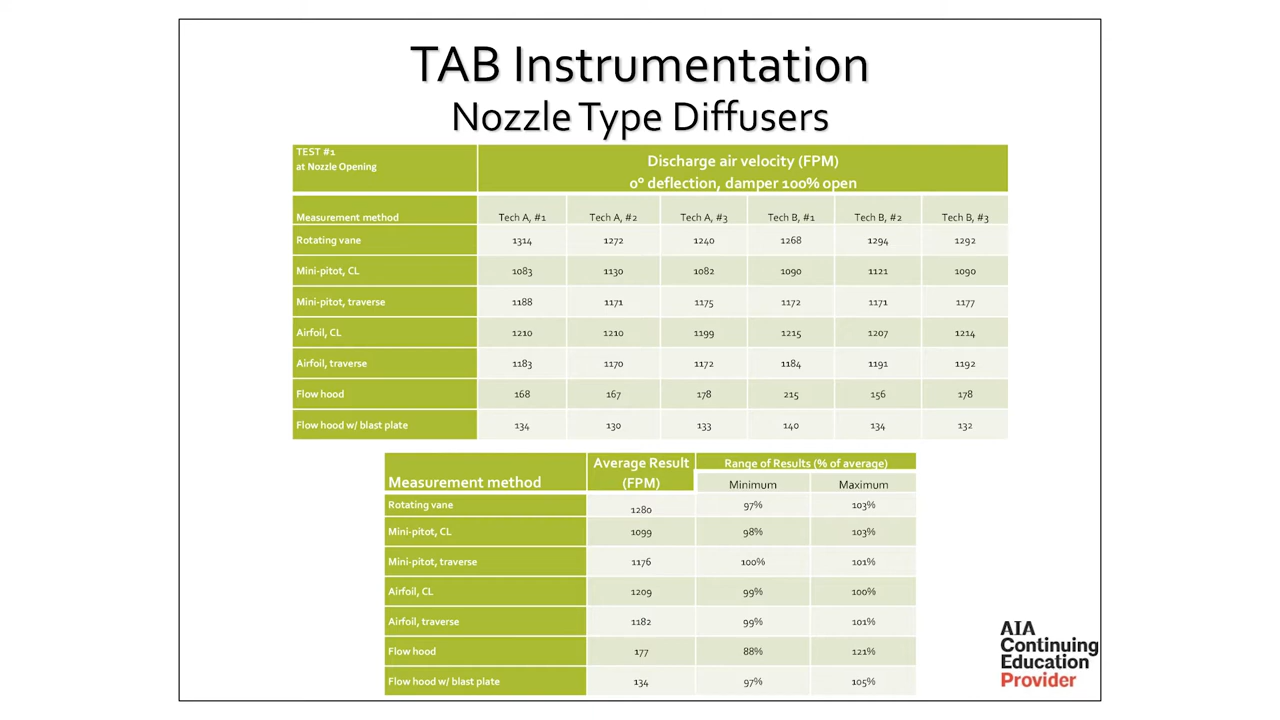 TAB Instrumentation
Nozzle Type Diffusers
TEST #1
at Nozzle Opening
Discharge air velocity (FPM)
0° deflection, damper 100% open
Measurement method Tech A, #1 Tech A, #2 Tech A, #3 Tech B, #1 Tech B, #2 Tech B, #3
Rotating vane 1314 1272 1240 1268 1294 1292
Mini-pitot, CL 1083 1130 1082 1090 1121 1090
Mini-pitot, traverse 1188 1171 1175 1172 1171 1177
Airfoil, CL 1210 1210 1199 1215 1207 1214
Airfoil, traverse 1183 1170 1172 1184 1191 1192
Flow hood 168 167 178 215 156 178
Flow hood w/ blast plate 134 130 133 140 134 132
Measurement method
Average Result
(FPM)
Range of Results (% of average)
Minimum Maximum
Rotating vane 1280 97% 103%
Mini-pitot, CL 1099 98% 103%
Mini-pitot, traverse 1176 100% 101%
Airfoil, CL 1209 99% 100%
Airfoil, traverse 1182 99% 101%
Flow hood 177 88% 121%
Flow hood w/ blast plate 134 97% 105%
AIA
Continuing
Education
Provider